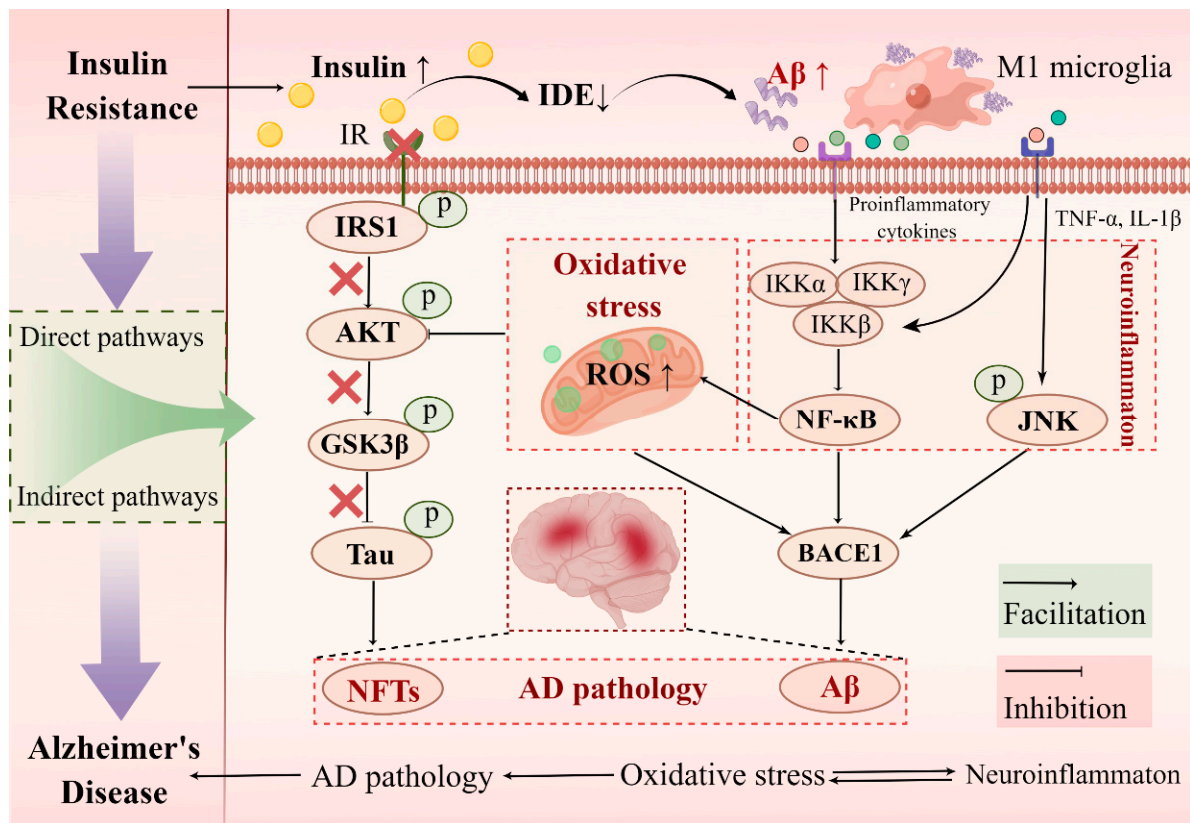 Insulin
Resistance
Insulin ↑
IDE↓
Aβ ↑
M1 microglia
IR
p
IRS1
Proinflammatory
cytokines
TNF-α, IL-1β
Direct pathways
Indirect pathways
p
AKT
p
GSK3β
p
Tau
NFTs
Oxidative
stress
ROS ↑
IKKα
IKKγ
IKKβ
NF-κB
p
JNK
Neuroinflammaton
BACE1
AD pathology
Aβ
Facilitation
Inhibition
Alzheimer's
Disease
AD pathology
Oxidative stress
Neuroinflammaton